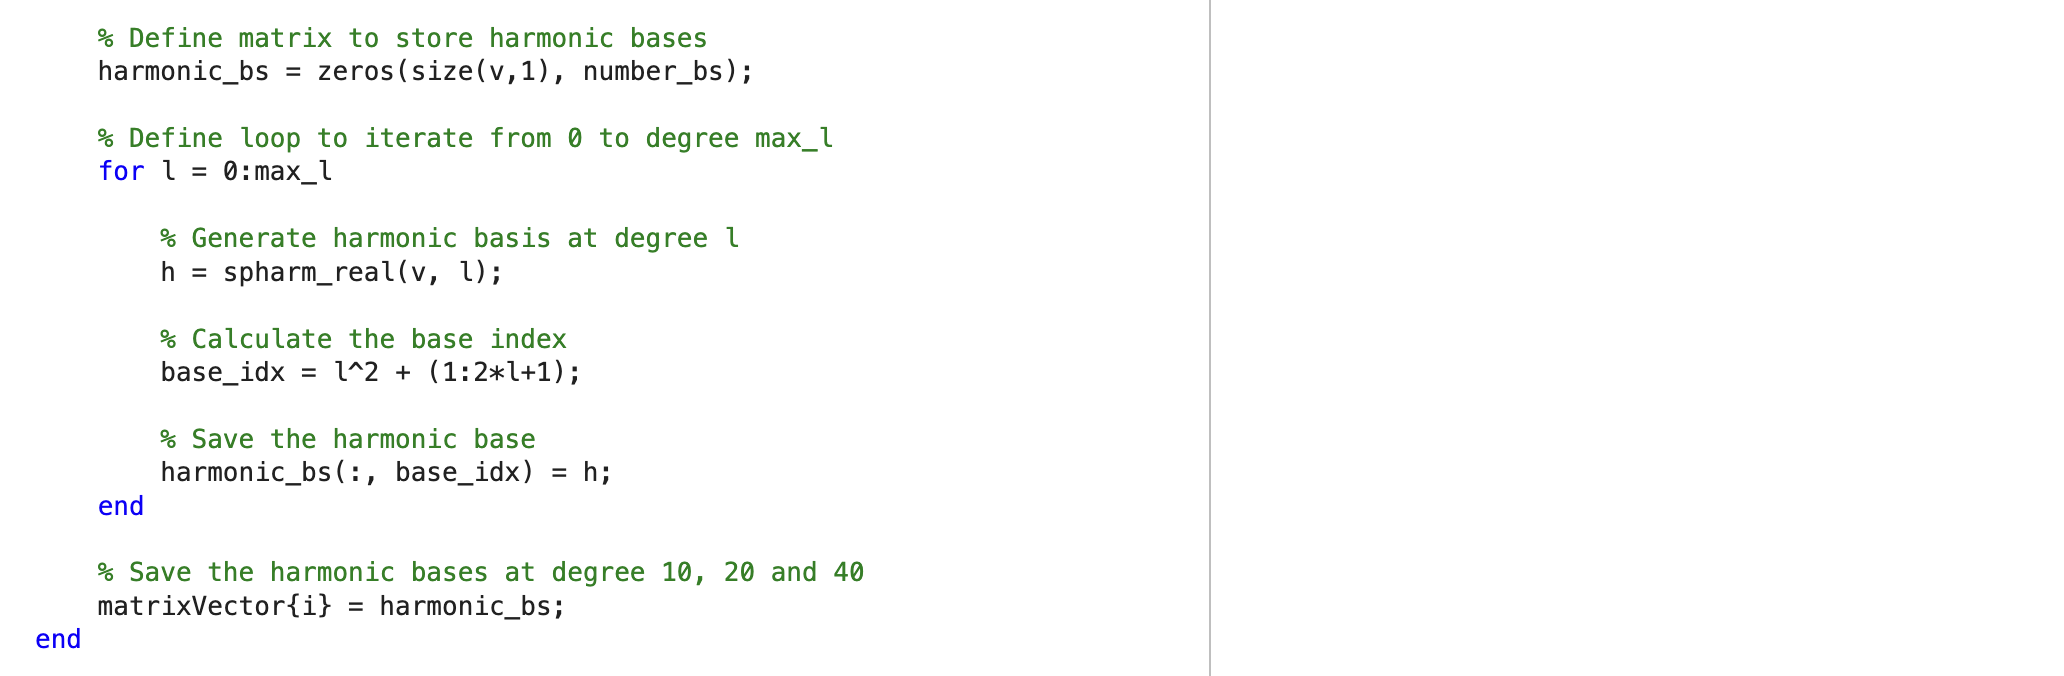 % Define matrix to store harmonic bases
harmonic_bs = zeros(size(v,1), number_bs);
% Define loop to iterate from 0 to degree max_l
for l = 0:max_l
% Generate harmonic basis at degree l
h = spharm_real(v, l);
% Calculate the base index
base_idx = l^2 + (1:2*l+1);
% Save the harmonic base
harmonic_bs(:, base_idx) = h;
end
% Save the harmonic bases at degree 10, 20 and 40
matrixVector{i} = harmonic_bs;
end